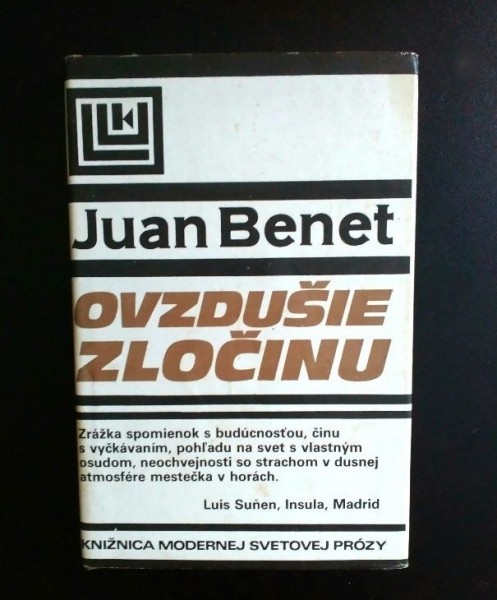 Juan Benet
OVZDUŠIE
ZLOČINU
Zrážka spomienok s budúcnosťou, činu
s vyčkávaním, pohľadu na svet s vlastným
osudom, neochvejnosti so strachom v dusnej
atmosfére mestečka v horách.
Luis Suñen, Insula, Madrid
KNIŽNICA MODERNEJ SVETOVEJ PRÓZY